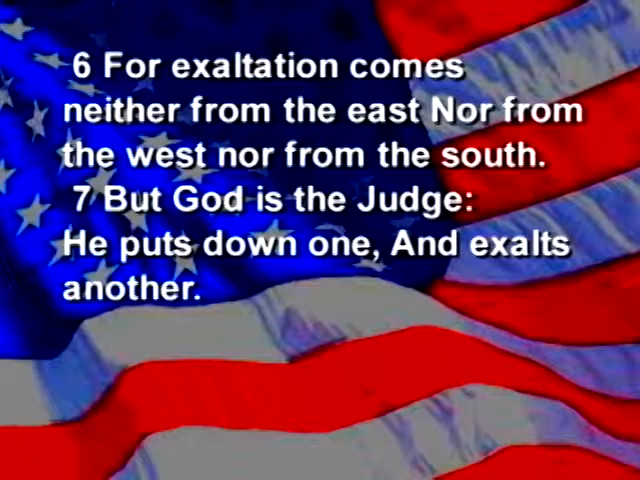 6 For exaltation comes
neither from the east Nor from
the west nor from the south.
7 But God is the Judge:
He puts down one, And exalts
another.